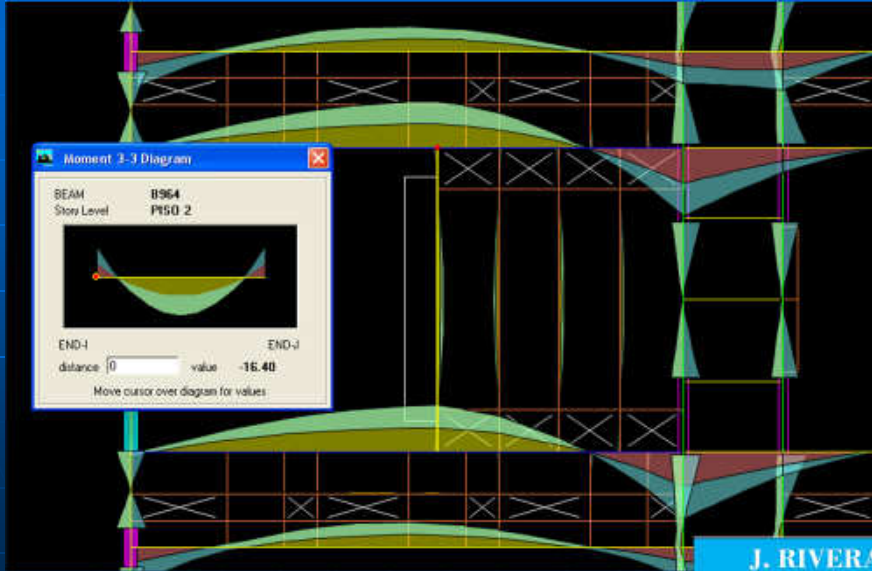 Moment 3-3 Diagram
BEAM B964
Story Level PISO 2
END-I END-J
distance 0 value -16.40
Move cursor over diagram for values
J. RIVERA